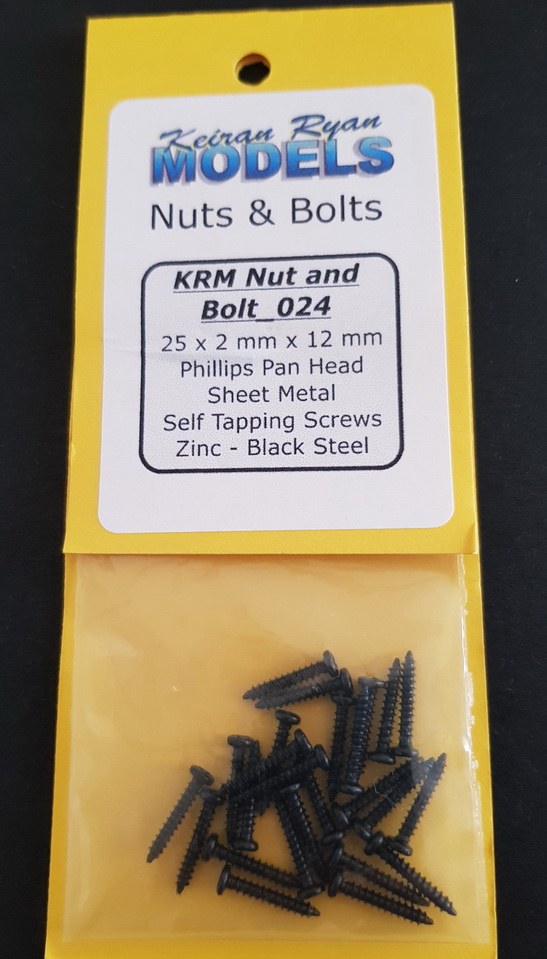 Keiran Ryan
MODELS
Nuts & Bolts
KRM Nut and
Bolt_024
25 x 2 mm x 12 mm
Phillips Pan Head
Sheet Metal
Self Tapping Screws
Zinc - Black Steel